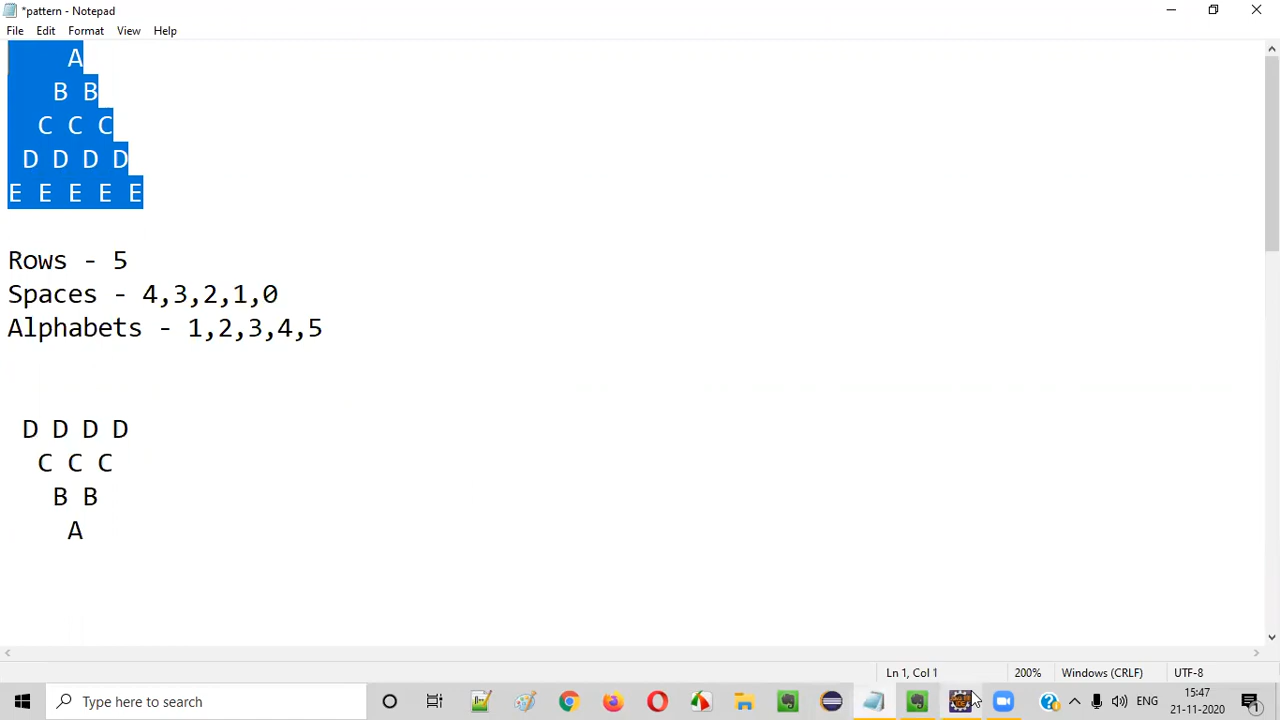 *pattern - Notepad
File Edit Format View Help
A
B B
C C C
D D D D
E E E E E
Rows - 5
Spaces - 4,3,2,1,0
Alphabets - 1,2,3,4,5
D D D D
C C C
B B
A
Ln 1, Col 1 200% Windows (CRLF) UTF-8
Type here to search
ENG
15:47
21-11-2020